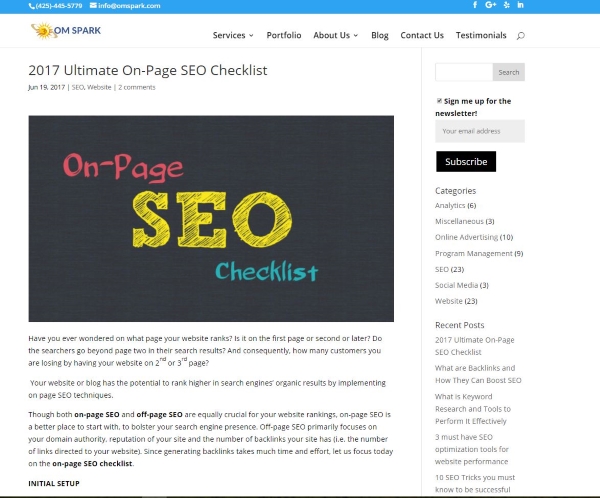 (425)-445-5779 info@omspark.com
OM SPARK
Services Portfolio About Us Blog Contact Us Testimonials
2017 Ultimate On-Page SEO Checklist
Jun 19, 2017 | SEO, Website | 2 comments
On-Page
SEO
Checklist
Have you ever wondered on what page your website ranks? Is it on the first page or second or later? Do
the searchers go beyond page two in their search results? And consequently, how many customers you
are losing by having your website on 2nd or 3rd page?
Your website or blog has the potential to rank higher in search engines' organic results by implementing
on page SEO techniques.
Though both on-page SEO and off-page SEO are equally crucial for your website rankings, on-page SEO is
a better place to start with, to bolster your search engine presence. Off-page SEO primarily focuses on
your domain authority, reputation of your site and the number of backlinks your site has (i.e. the number
of links directed to your website). Since generating backlinks takes much time and effort, let us focus today
on the on-page SEO checklist.
INITIAL SETUP
Search
Sign me up for the
newsletter!
Your email address
Subscribe
Categories
Analytics (6)
Miscellaneous (3)
Online Advertising (10)
Program Management (9)
SEO (23)
Social Media (3)
Website (23)
Recent Posts
2017 Ultimate On-Page
SEO Checklist
What are Backlinks and
How They Can Boost SEO
What is Keyword
Research and Tools to
Perform It Effectively
3 must have SEO
optimization tools for
website performance
10 SEO Tricks you must
know to be successful